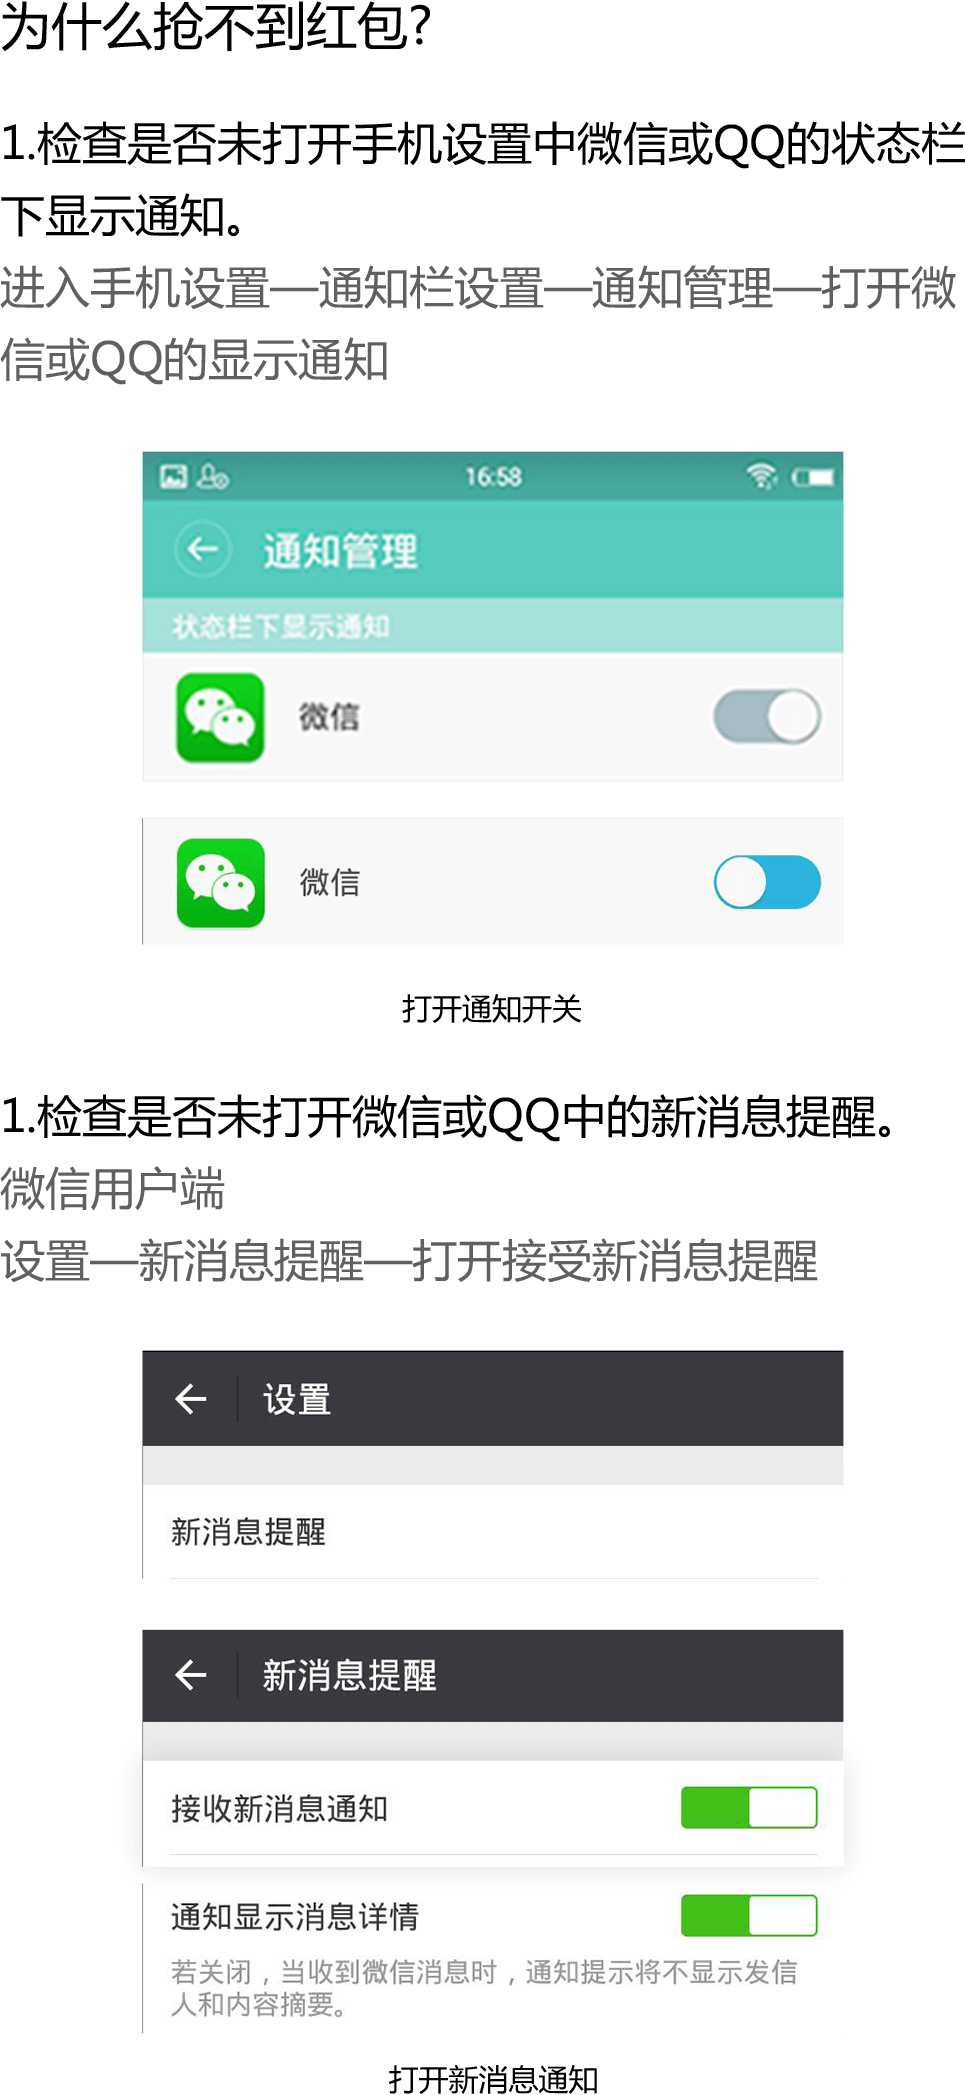 为什么抢不到红包?
1.检查是否未打开手机设置中微信或QQ的状态栏
下显示通知。
进入手机设置—通知栏设置—通知管理—打开微
信或QQ的显示通知
16:58
通知管理
状态栏下显示通知
微信
微信
打开通知开关
1.检查是否未打开微信或QQ中的新消息提醒。
微信用户端
设置—新消息提醒—打开接受新消息提醒
设置
新消息提醒
新消息提醒
接收新消息通知
通知显示消息详情
若关闭，当收到微信消息时，通知提示将不显示发信
人和内容摘要。
打开新消息通知